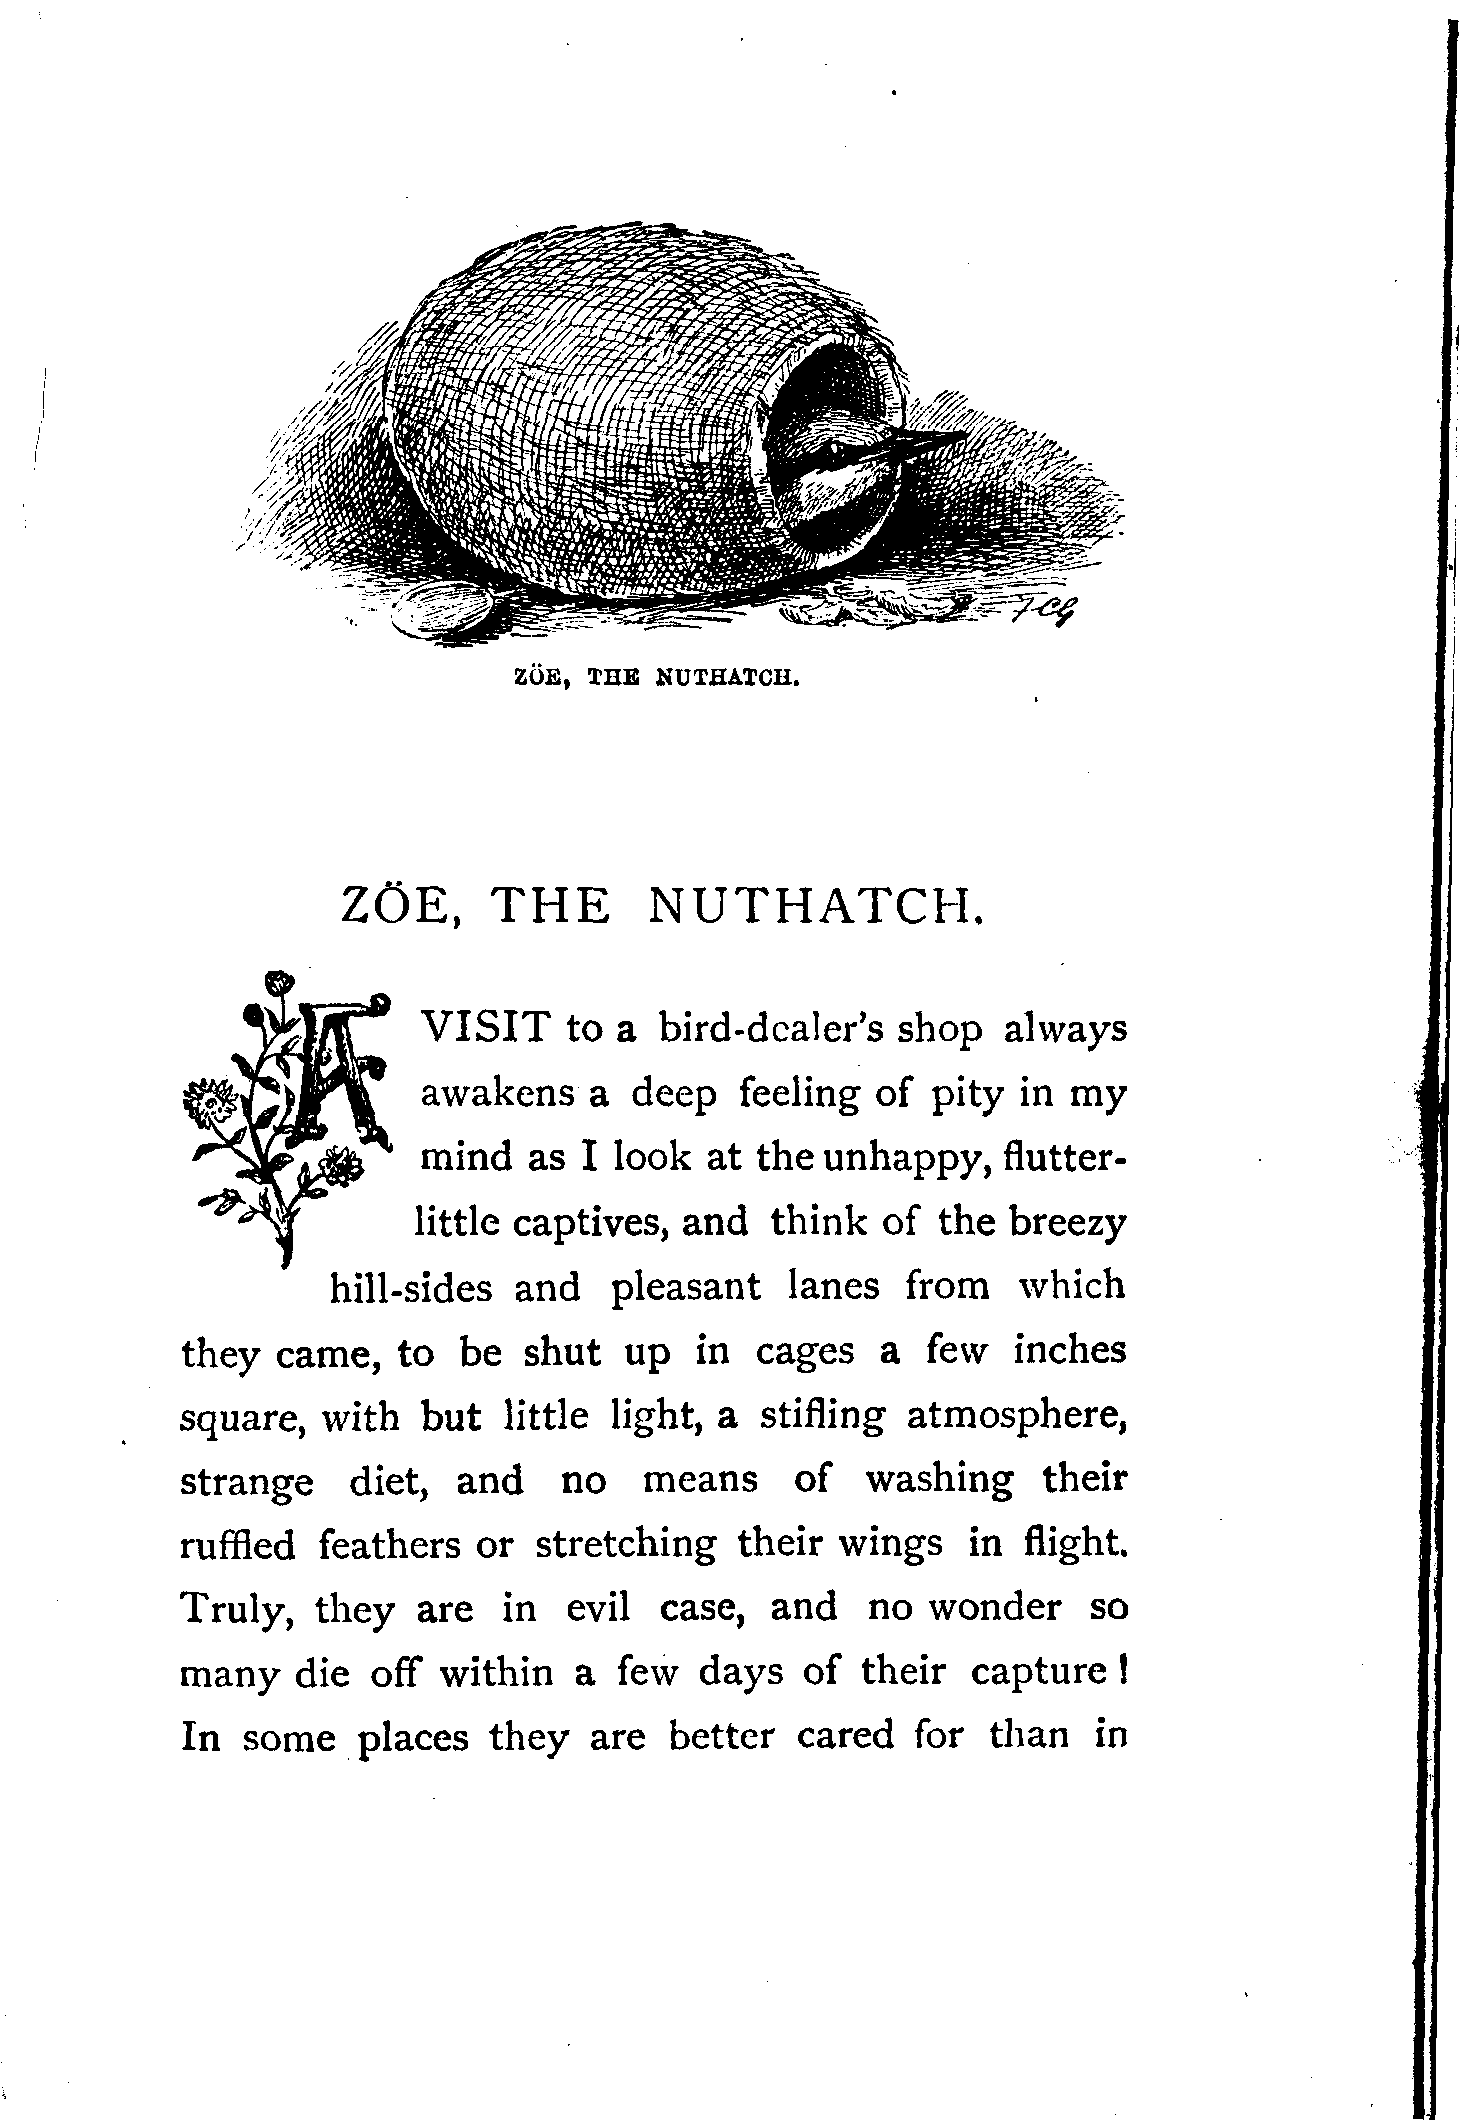 FCG
ZÖE, THE NUTHATCH.
ZÖE, THE NUTHATCH.
A VISIT to a bird-dealer's shop always
awakens a deep feeling of pity in my
mind as I look at the unhappy, flutter-
little captives, and think of the breezy
hill-sides and pleasant lanes from which
they came, to be shut up in cages a few inches
square, with but little light, a stifling atmosphere,
strange diet, and no means of washing their
ruffled feathers or stretching their wings in flight.
Truly, they are in evil case, and no wonder so
many die off within a few days of their capture!
In some places they are better cared for than in